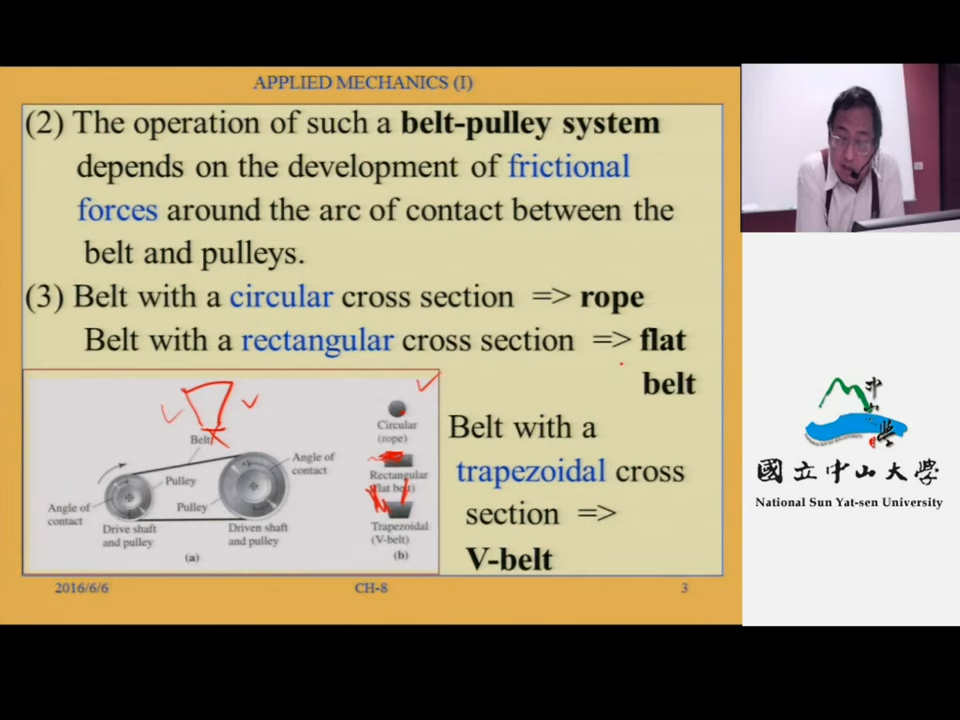 APPLIED MECHANICS (I)
(2) The operation of such a belt-pulley system
depends on the development of frictional
forces around the arc of contact between the
belt and pulleys.
(3) Belt with a circular cross section => rope
Belt with a rectangular cross section => flat
belt
Belt with a
trapezoidal cross
section =>
V-belt
Belt
Pulley
Angle of
contact
Angle of
contact
Pulley
Drive shaft
and pulley
Driven shaft
and pulley
(a)
Circular
(rope)
Rectangular
(flat belt)
Trapezoidal
(V-belt)
(b)
2016/6/6
CH-8
3
中山大學
國立中山大學
National Sun Yat-sen University